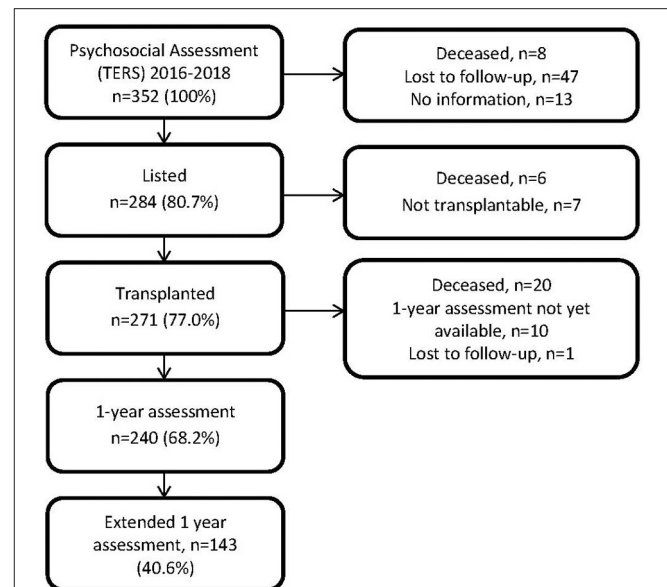 Psychosocial Assessment
(TERS) 2016-2018
n=352 (100%)
Deceased, n=8
Lost to follow-up, n=47
No information, n=13
Listed
n=284 (80.7%)
Deceased, n=6
Not transplantable, n=7
Transplanted
n=271 (77.0%)
Deceased, n=20
1-year assessment not yet
available, n=10
Lost to follow-up, n=1
1-year assessment
n=240 (68.2%)
Extended 1 year
assessment, n=143
(40.6%)